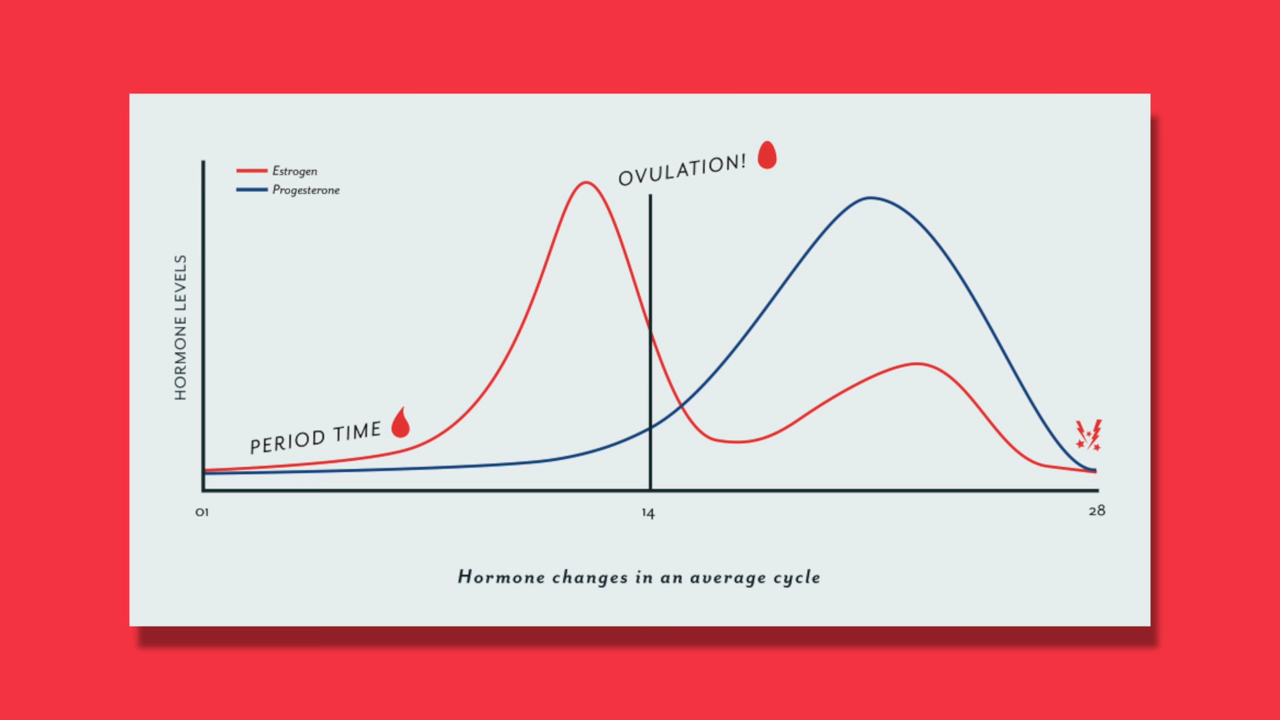 OVULATION!
Estrogen
Progesterone
HORMONE LEVELS
PERIOD TIME
01
14
28
Hormone changes in an average cycle